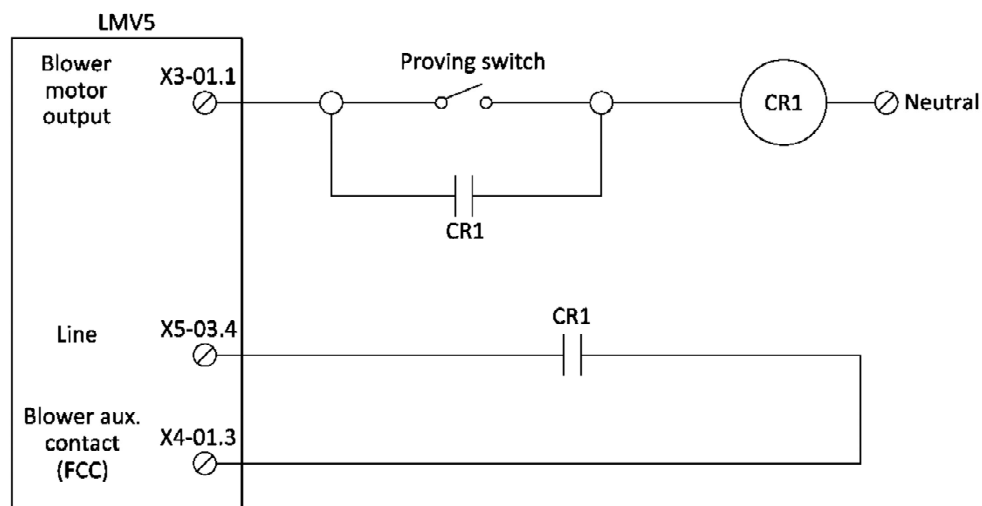 LMV5
Blower
motor
output
X3-01.1
Proving switch
CR1
Neutral
CR1
Line
X5-03.4
CR1
Blower aux.
contact
(FCC)
X4-01.3